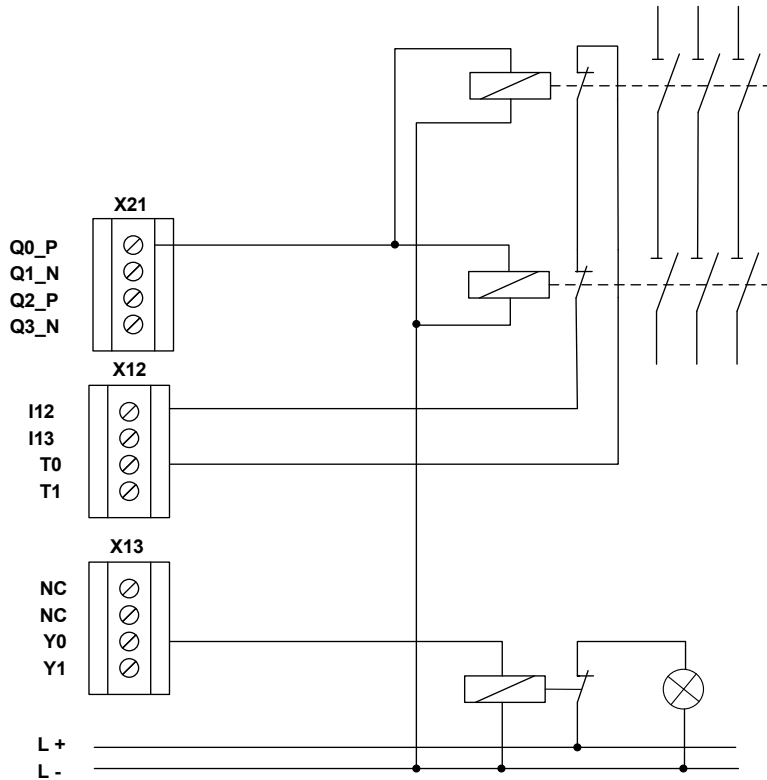 X21
Q0_P
Q1_N
Q2_P
Q3_N
X12
I12
I13
T0
T1
X13
NC
NC
Y0
Y1
L +
L -